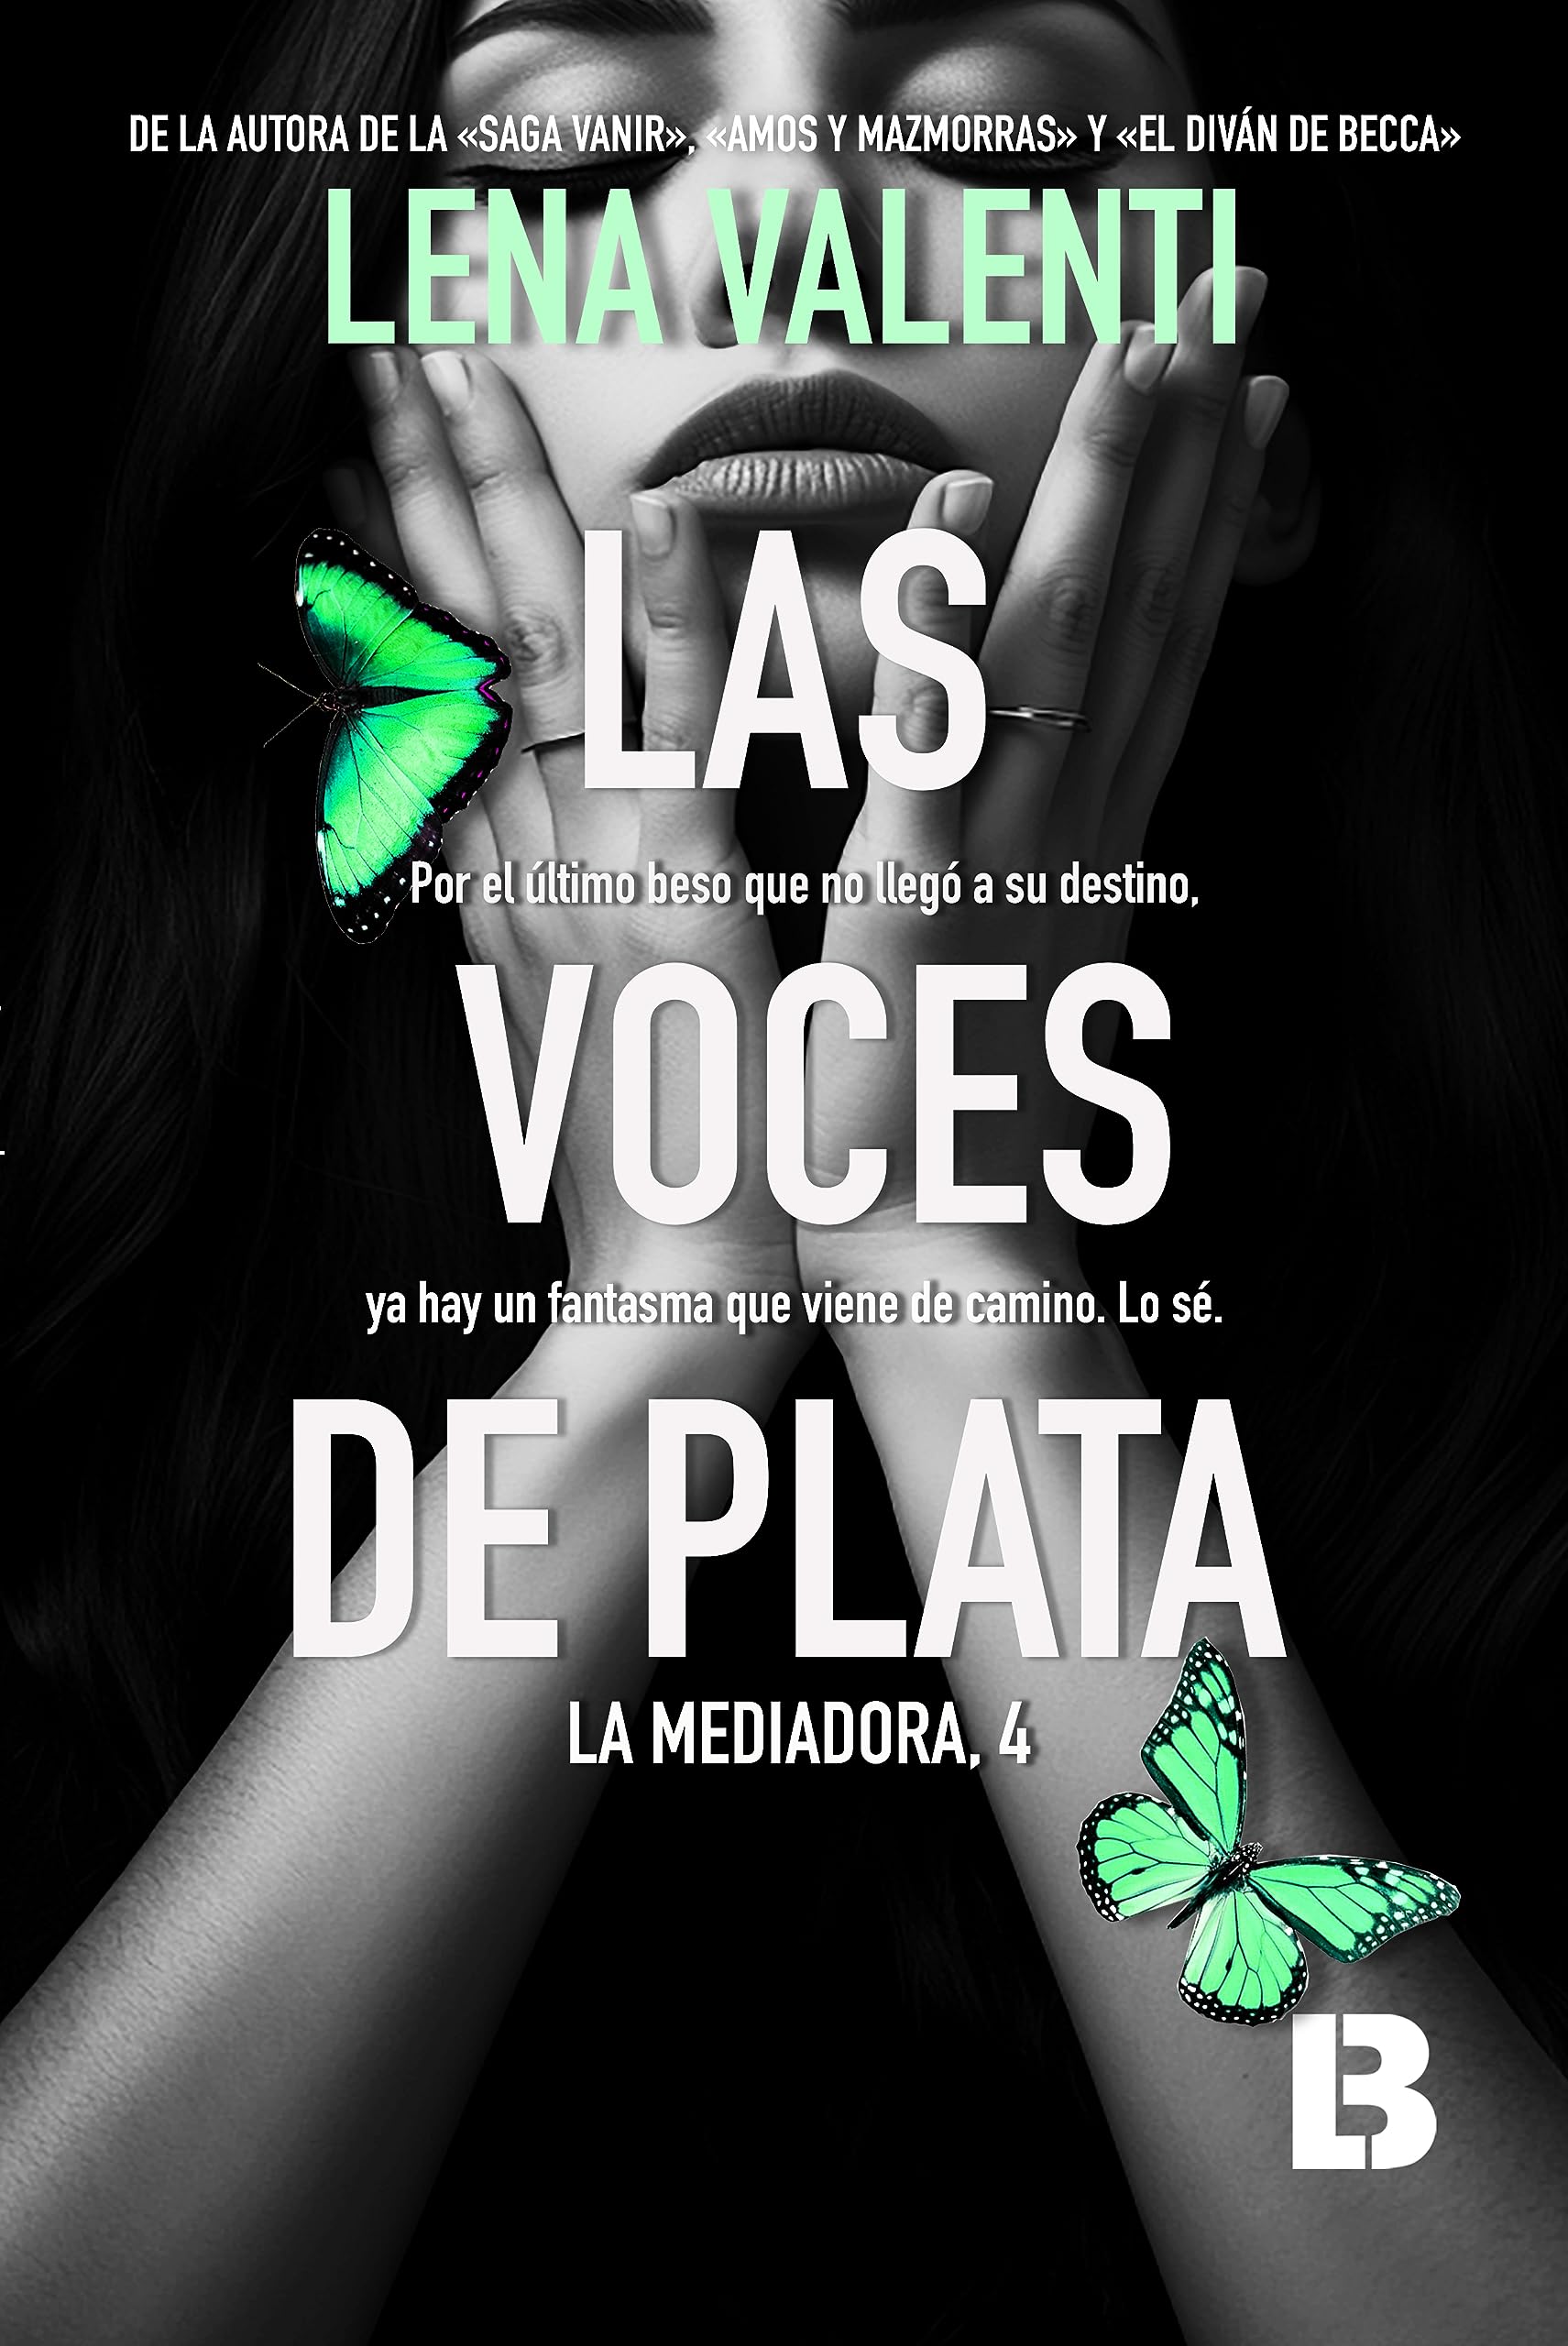 DE LA AUTORA DE LA «SAGA VANIR», «AMOS Y MAZMORRAS» Y «EL DIVÁN DE BECCA»
LENA VALENTI
LAS
Por el último beso que no llegó a su destino,
VOCES
ya hay un fantasma que viene de camino. Lo sé.
DE PLATA
LA MEDIADORA, 4
B